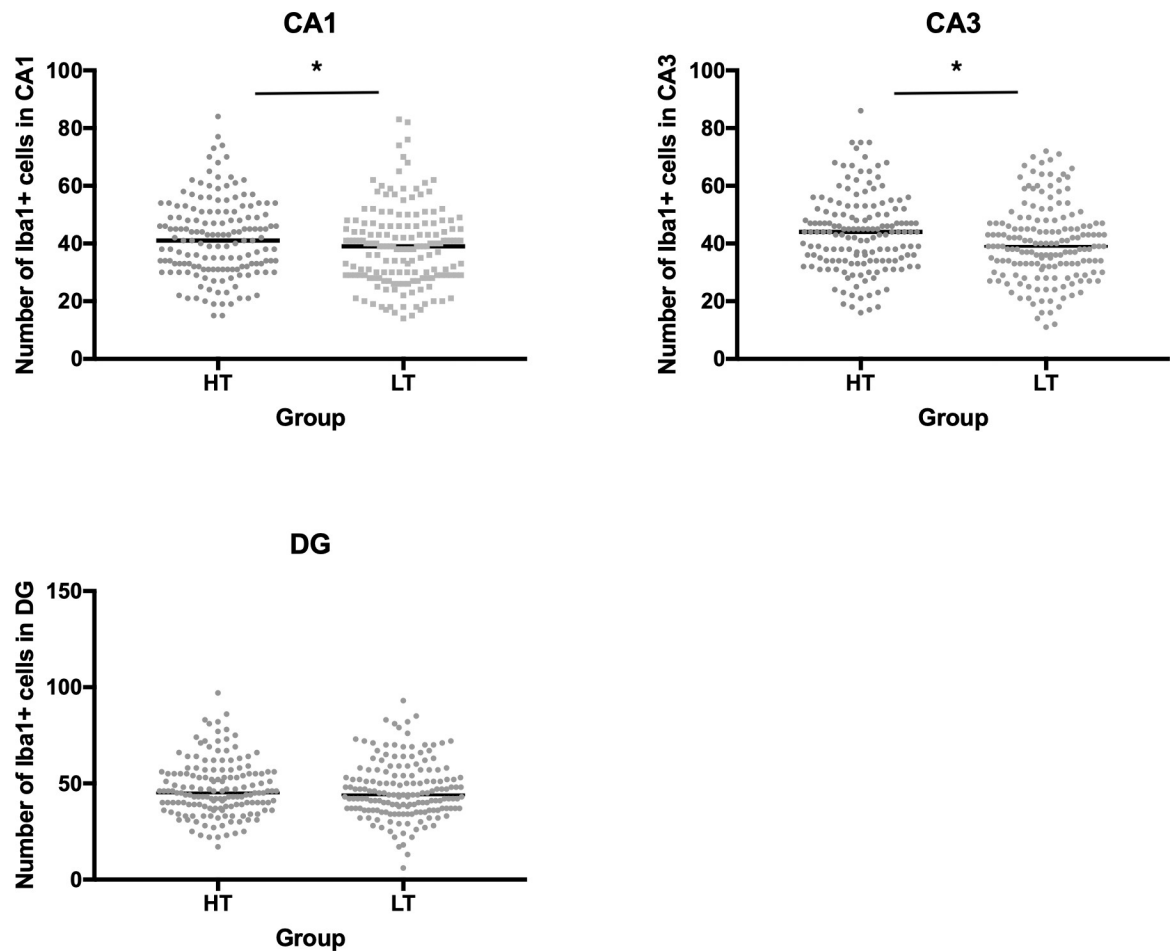 CA1
*
Number of Iba1+ cells in CA1
100
80
60
40
20
0
HT LT
Group
CA3
*
Number of Iba1+ cells in CA3
100
80
60
40
20
0
HT LT
Group
DG
Number of Iba1+ cells in DG
150
100
50
0
HT LT
Group